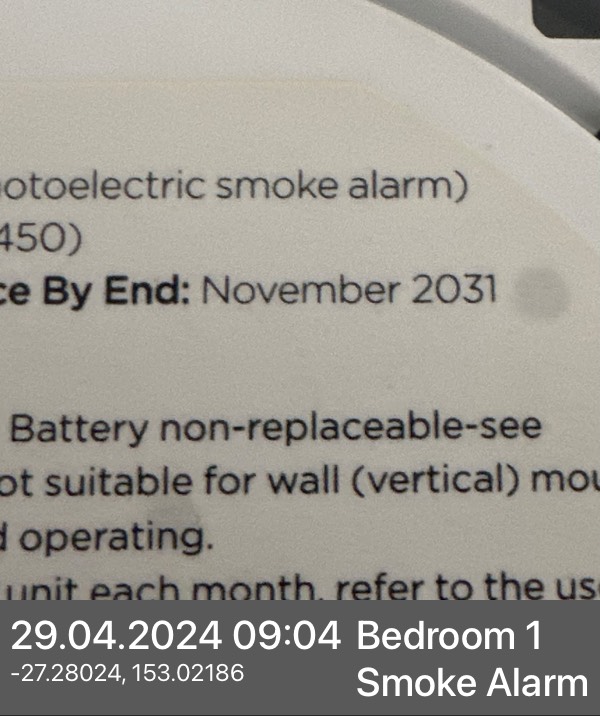 otoelectric smoke alarm)
450)
ce By End: November 2031
Battery non-replaceable-see
ot suitable for wall (vertical) mou
d operating.
unit each month, refer to the us
29.04.2024 09:04
-27.28024, 153.02186
Bedroom 1
Smoke Alarm